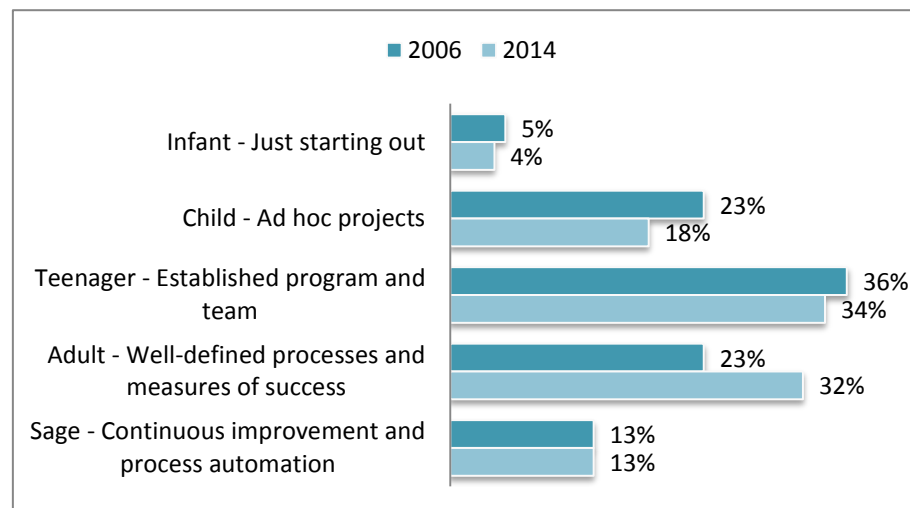 2006 2014
Infant - Just starting out
5%
4%
Child - Ad hoc projects
23%
18%
Teenager - Established program and
team
36%
34%
Adult - Well-defined processes and
measures of success
23%
32%
Sage - Continuous improvement and
process automation
13%
13%